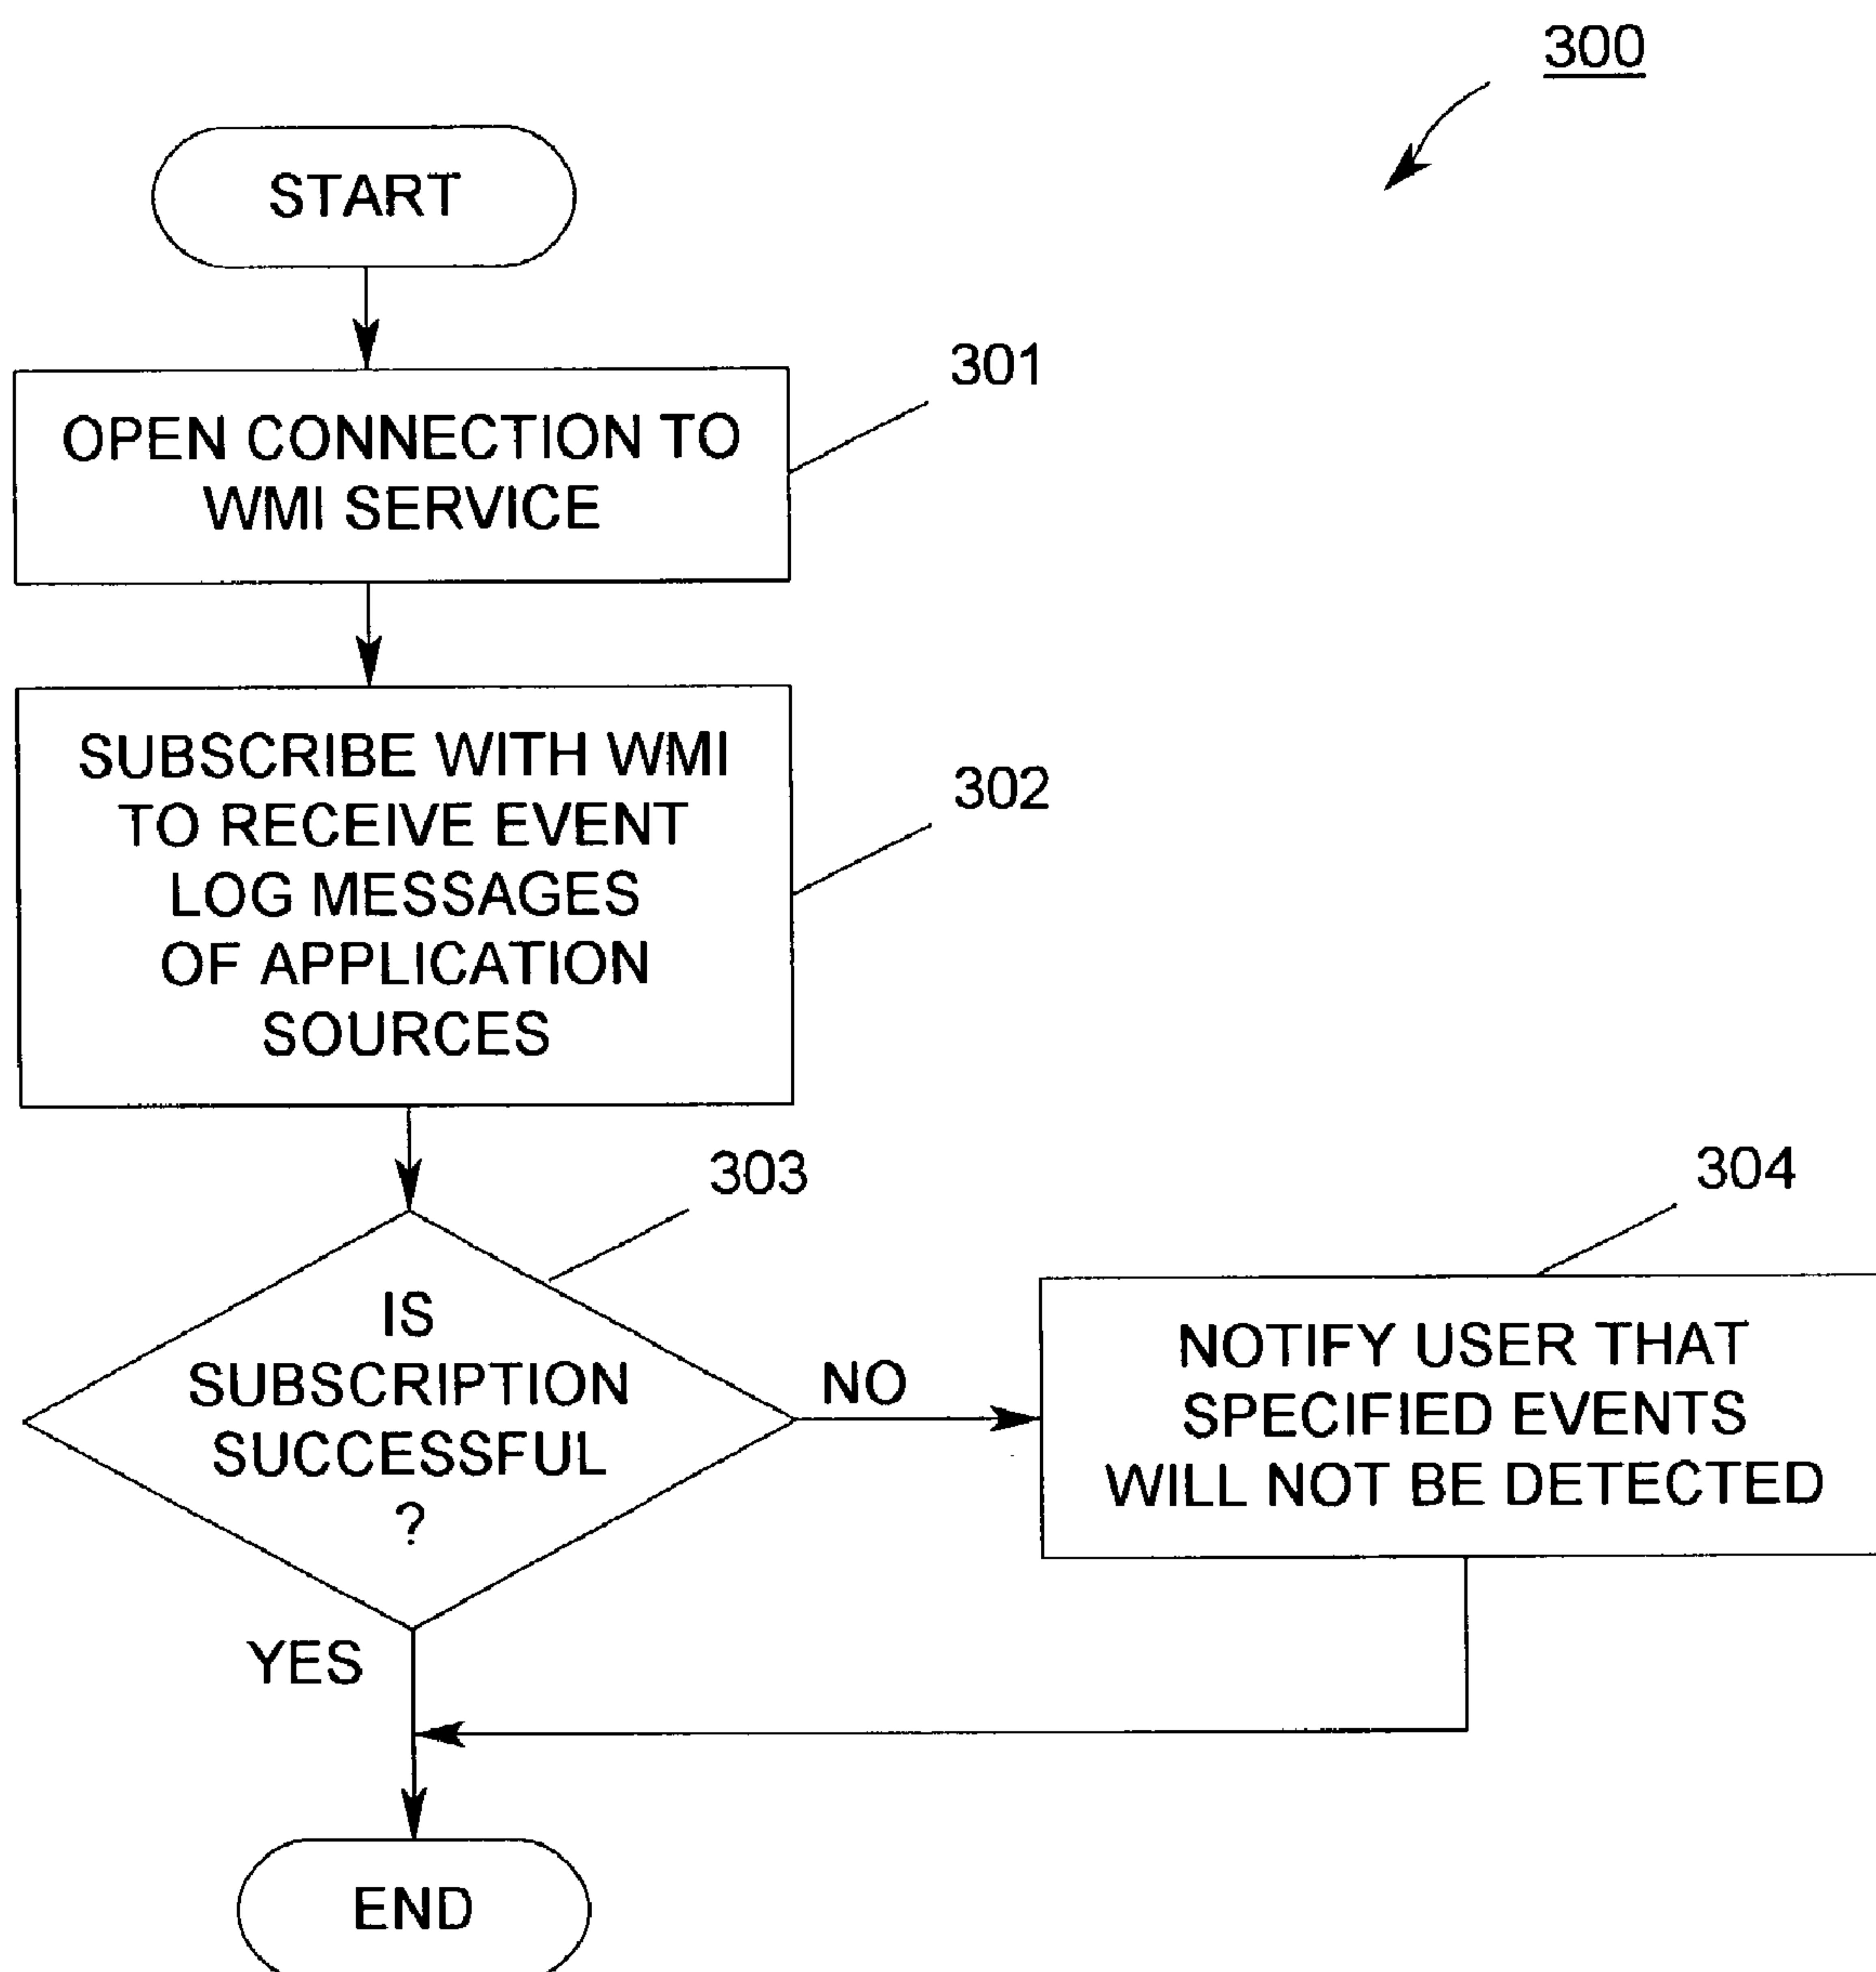 300
START
301
OPEN CONNECTION TO
WMI SERVICE
302
SUBSCRIBE WITH WMI
TO RECEIVE EVENT
LOG MESSAGES
OF APPLICATION
SOURCES
303
304
IS
SUBSCRIPTION
SUCCESSFUL
?
NO
NOTIFY USER THAT
SPECIFIED EVENTS
WILL NOT BE DETECTED
YES
END